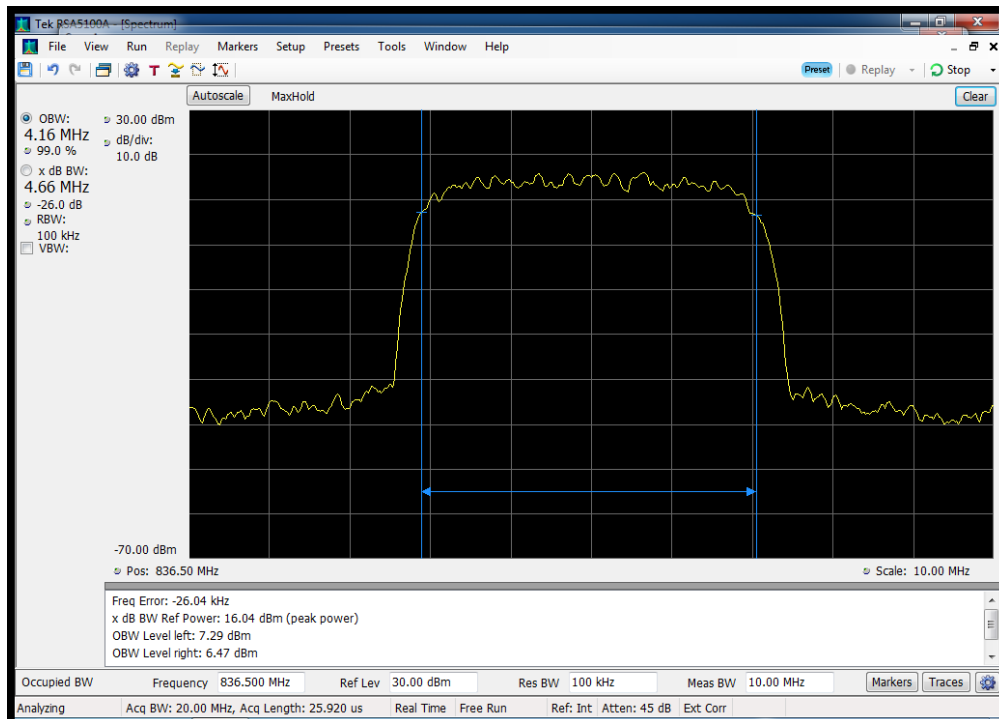 Tek RSA5100A - [Spectrum]
File View Run Replay Markers Setup Presets Tools Window Help
T Preset Replay Stop
Autoscale MaxHold Clear
OBW: 30.00 dBm
4.16 MHz dB/div:
99.0 % 10.0 dB
x dB BW:
4.66 MHz
-26.0 dB
RBW:
100 kHz
VBW:
-70.00 dBm
Pos: 836.50 MHz Scale: 10.00 MHz
Freq Error: -26.04 kHz
x dB BW Ref Power: 16.04 dBm (peak power)
OBW Level left: 7.29 dBm
OBW Level right: 6.47 dBm
Occupied BW Frequency 836.500 MHz Ref Lev 30.00 dBm Res BW 100 kHz Meas BW 10.00 MHz Markers Traces
Analyzing Acq BW: 20.00 MHz, Acq Length: 25.920 us Real Time Free Run Ref: Int Atten: 45 dB Ext Corr